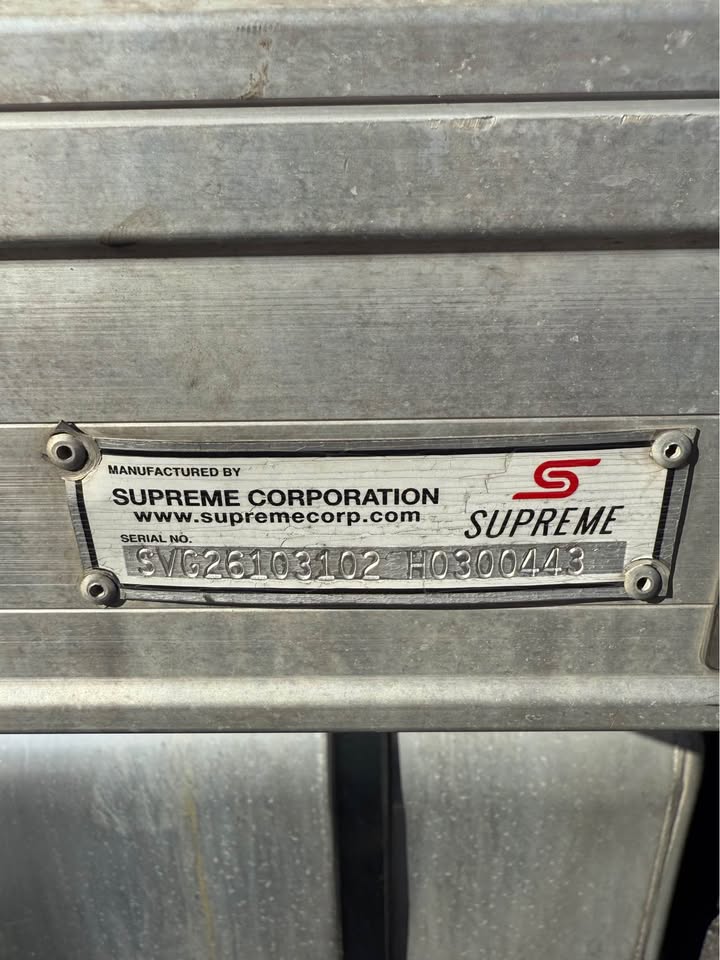 MANUFACTURED BY
SUPREME CORPORATION
www.supremecorp.com
SUPREME
SERIAL NO.
SVG26103102 H0300443